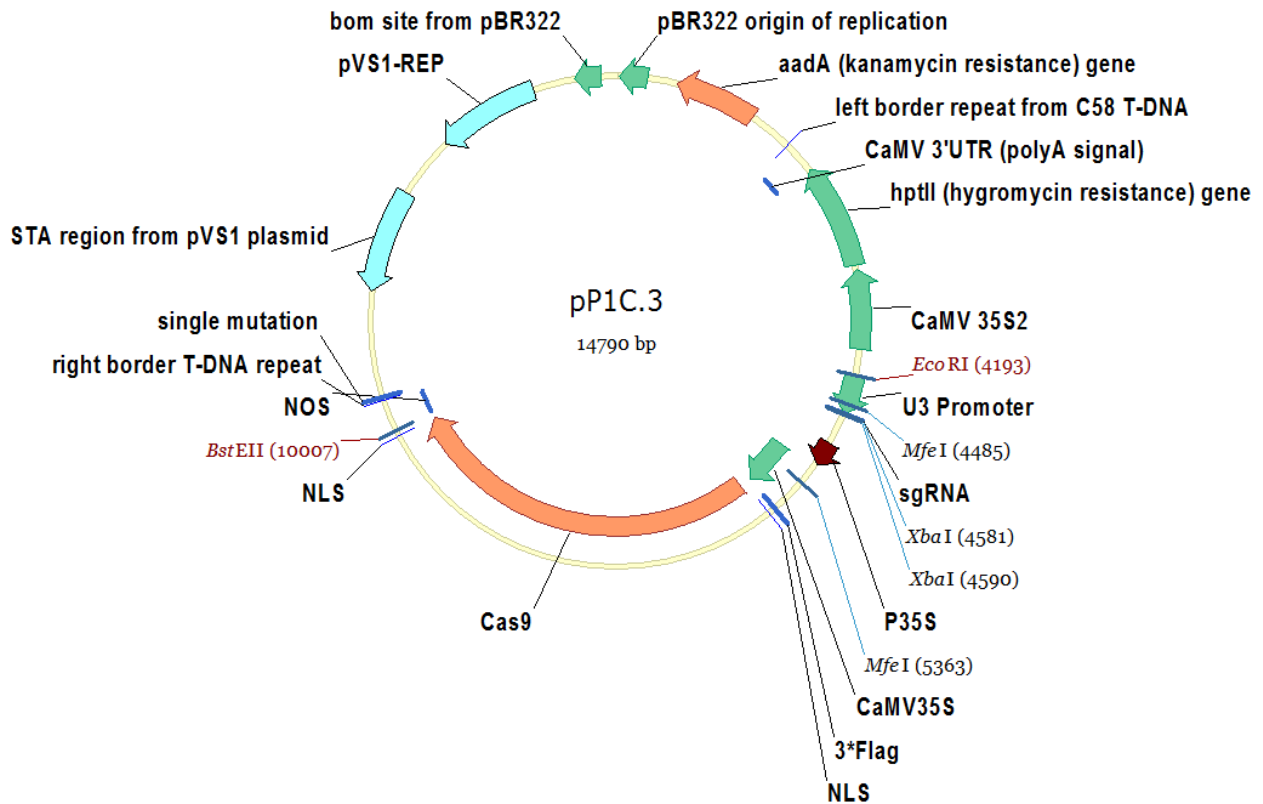 bom site from pBR322
pBR322 origin of replication
pVS1-REP
aadA (kanamycin resistance) gene
left border repeat from C58 T-DNA
CaMV 3'UTR (polyA signal)
hptII (hygromycin resistance) gene
STA region from pVS1 plasmid
pP1C.3
14790 bp
single mutation
CaMV 35S2
right border T-DNA repeat
EcoRI (4193)
NOS
U3 Promoter
BstEII (10007)
MfeI (4485)
NLS
sgRNA
XbaI (4581)
XbaI (4590)
Cas9
P35S
MfeI (5363)
CaMV35S
3*Flag
NLS